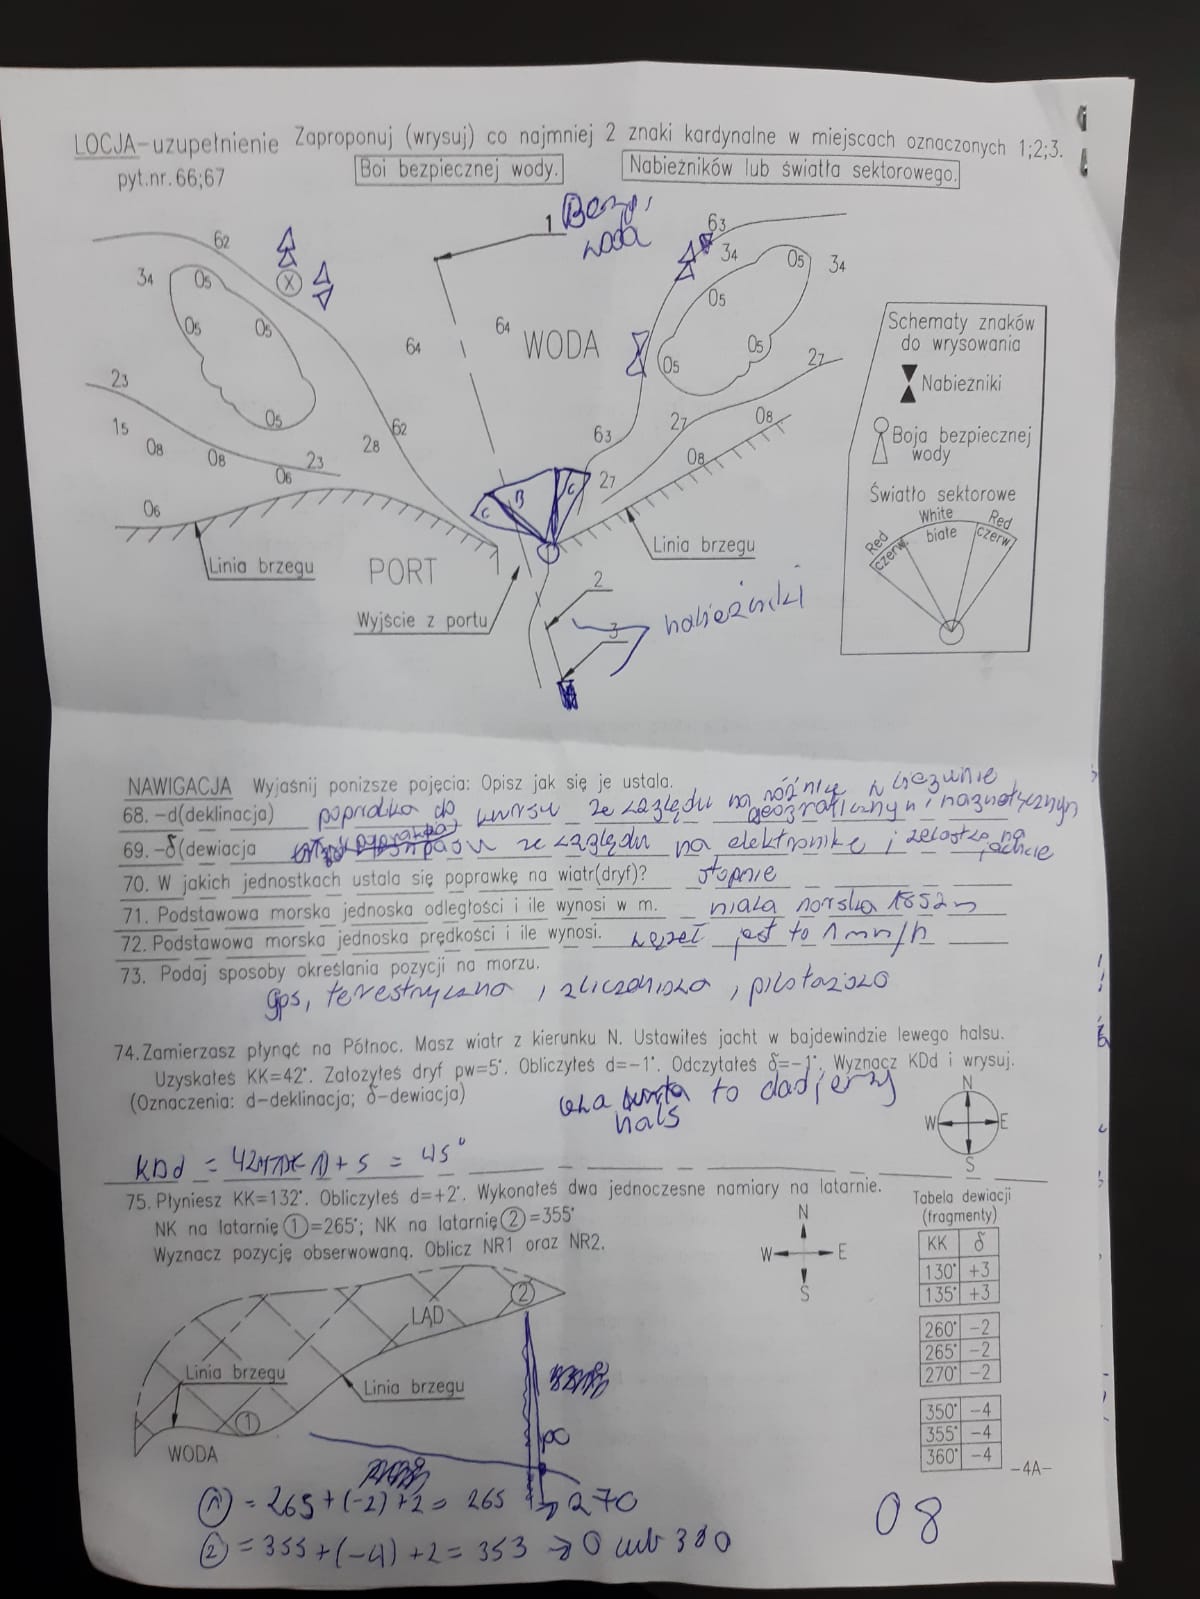 LOCJA-uzupełnienie Zaproponuj (wrysuj) co najmniej 2 znaki kardynalne w miejscach oznaczonych 1;2;3.
pyt.nr.66;67 Boi bezpiecznej wody. Nabieżników lub światła sektorowego.
1 Bezp.
woda
62
63
34
34
05
05
34
X
05
05
05
64
64
WODA
05
05
27
23
05
62
15
08
28
63
27
08
08
23
06
27
08
06
C B C
Linia brzegu
PORT
Linia brzegu
Wyjście z portu
2
3
nabieżniki
Schematy znaków
do wrysowania
Nabieżniki
Boja bezpiecznej
wody
Światło sektorowe
White
białe
Red
czerw.
Red
czerw.
NAWIGACJA Wyjaśnij poniższe pojęcia: Opisz jak się je ustala.
68. -d(deklinacja) poprawka do kursu ze względu na różnicę w biegunie
geograficznym i magnetycznym
69. -δ(dewiacja ze względu na elektronikę i żelastwo na
jachcie
70. W jakich jednostkach ustala się poprawkę na wiatr(dryf)? stopnie
71. Podstawowa morska jednoska odległości i ile wynosi w m. mila morska 1852m
72. Podstawowa morska jednoska prędkości i ile wynosi. węzeł jest to 1 mm/h
73. Podaj sposoby określania pozycji na morzu.
gps, terestryczna, zliczeniowa, pilotażowa
74. Zamierzasz płynąć na Północ. Masz wiatr z kierunku N. Ustawiłeś jacht w bajdewindzie lewego halsu.
Uzyskałeś KK=42°. Założyłeś dryf pw=5°. Obliczyłeś d=-1°. Odczytałeś δ=-1°. Wyznacz KDd i wrysuj.
(Oznaczenia: d-deklinacja; δ-dewiacja)
to
hals
N
W E
S
KDd = + 5 = 45°
75. Płyniesz KK=132°. Obliczyłeś d=+2°. Wykonałeś dwa jednoczesne namiary na latarnie.
NK na latarnię ①=265°; NK na latarnię ②=355°
Wyznacz pozycję obserwowaną. Oblicz NR1 oraz NR2.
N
W E
S
Tabela dewiacji
(fragmenty)
KK δ
130° +3
135° +3
260° -2
265° -2
270° -2
350° -4
355° -4
360° -4
②
LĄD
Linia brzegu
Linia brzegu
①
WODA
po
-4A-
① = 265+(-2)+2= 265 → 270
② = 355+(-4)+2= 353 → 0 lub 360
08